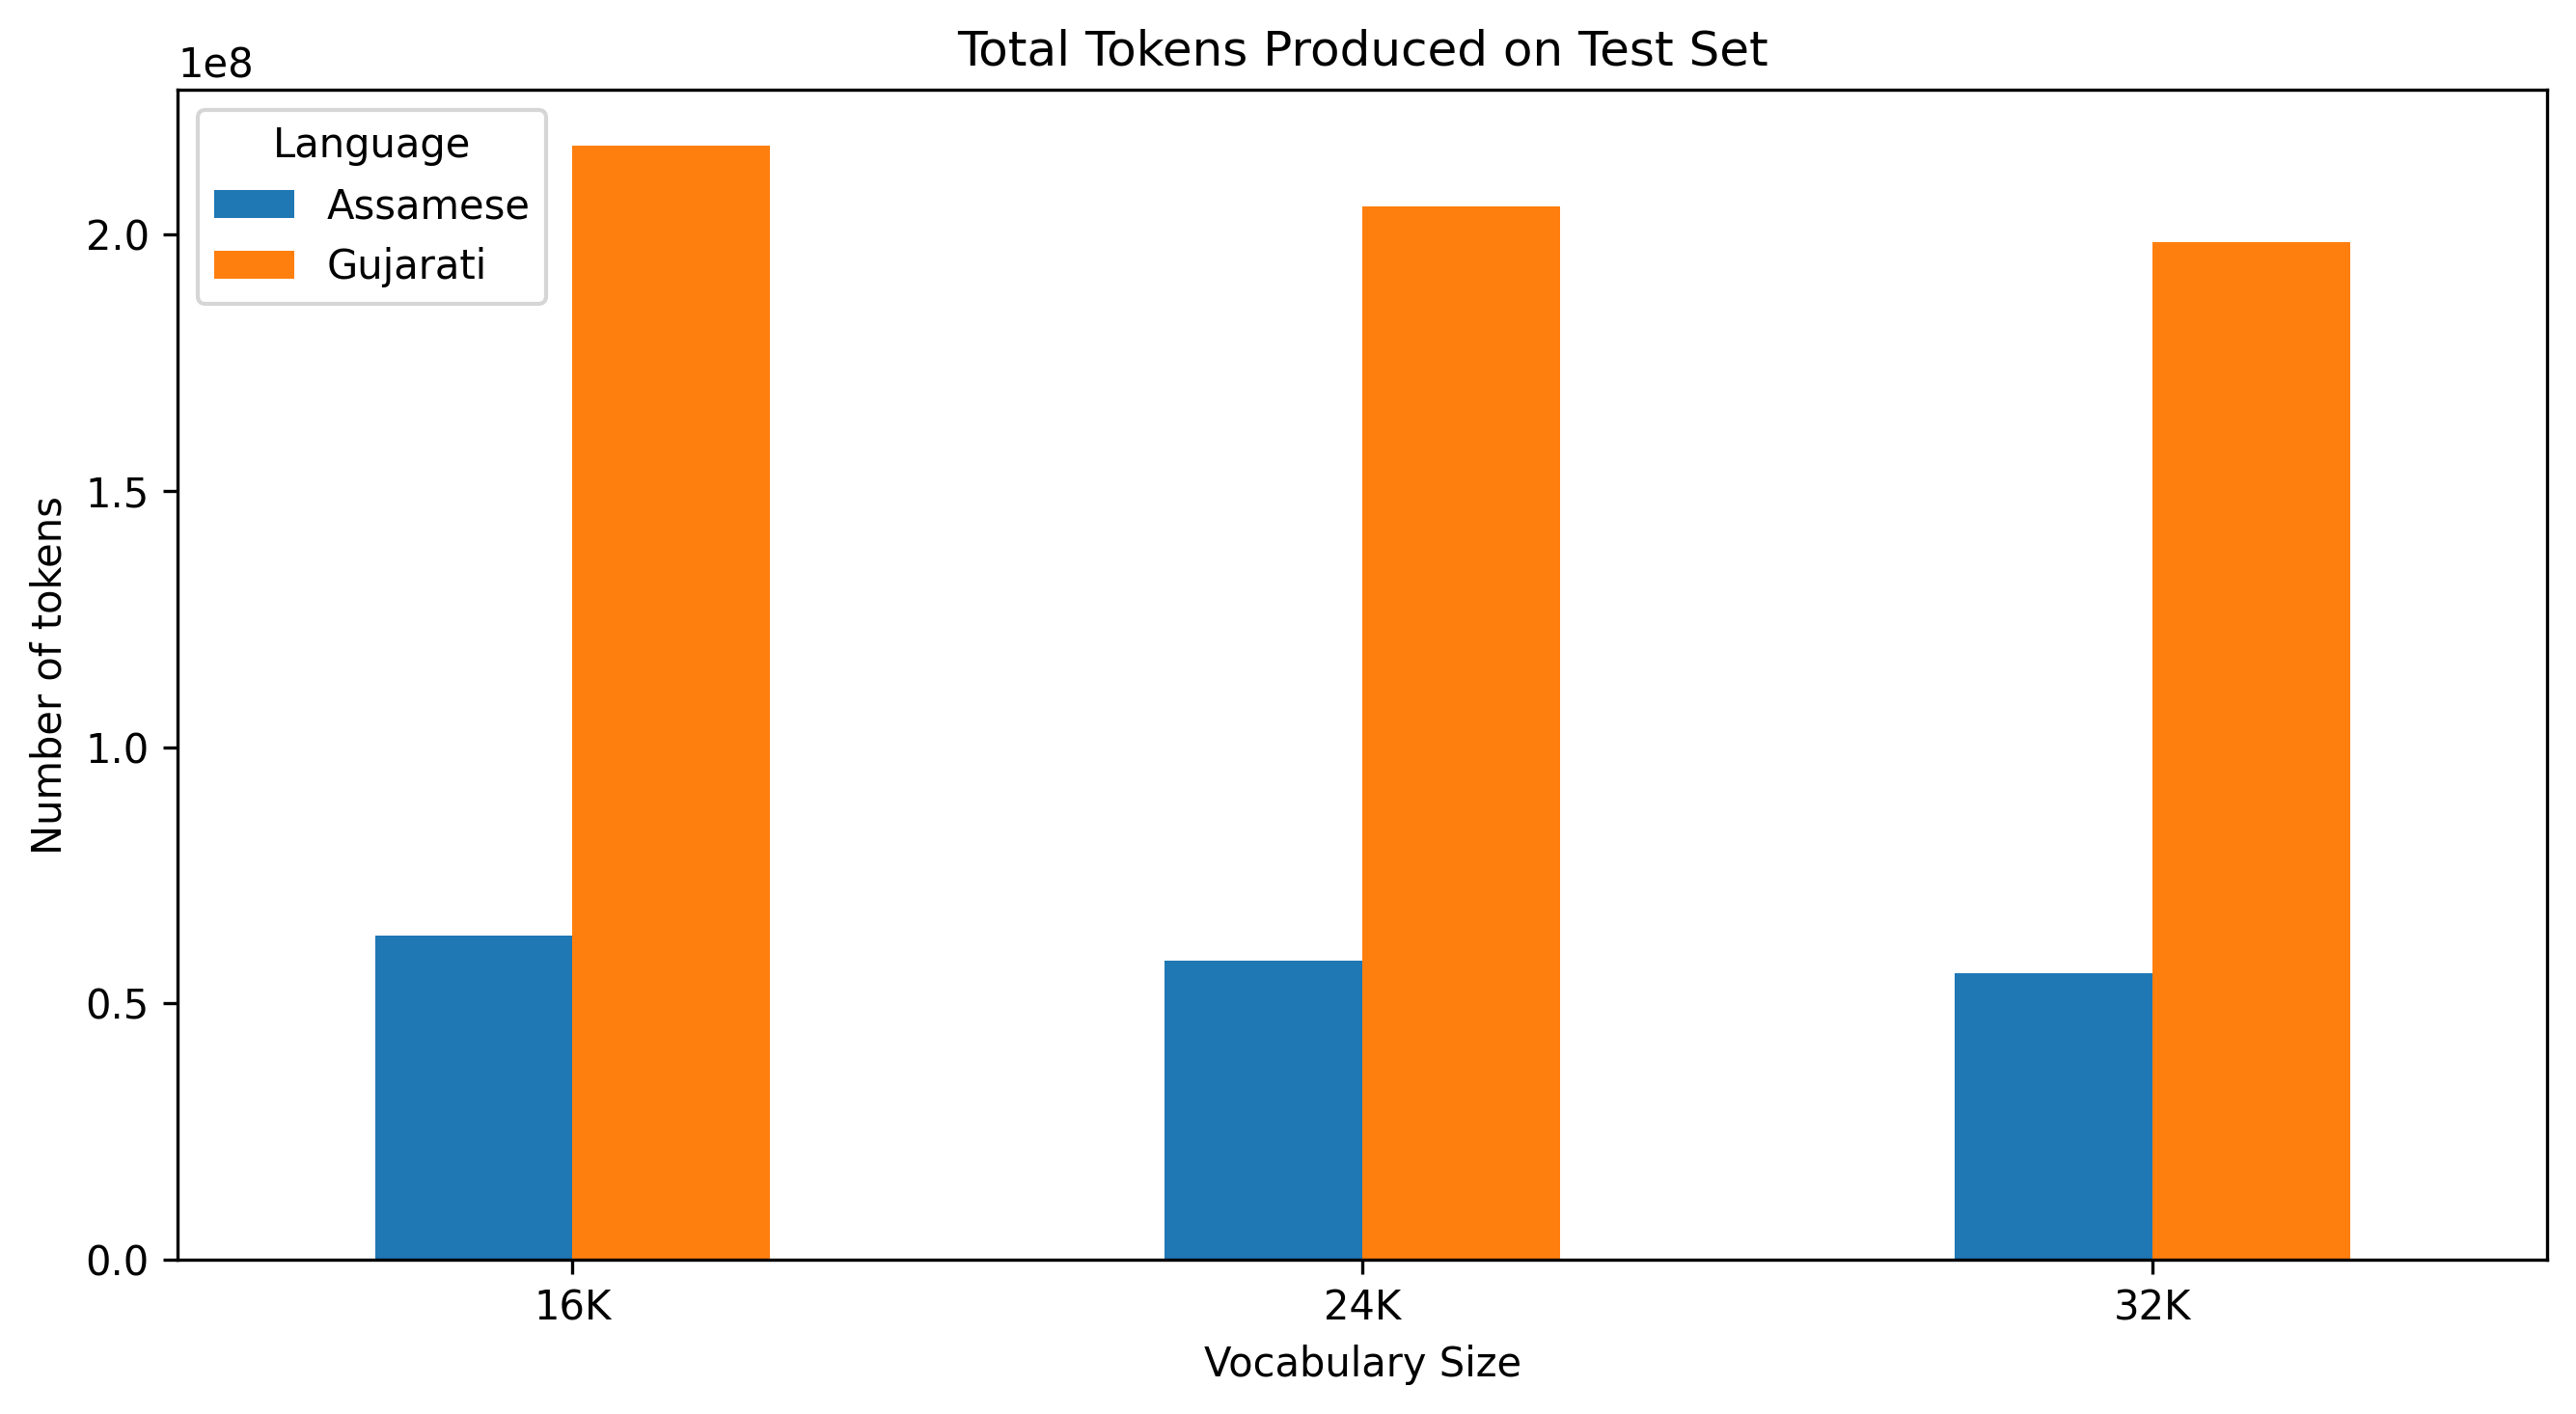 Total Tokens Produced on Test Set
1e8
Language
Assamese
Gujarati
2.0
1.5
1.0
0.5
0.0
Number of tokens
16K
24K
32K
Vocabulary Size